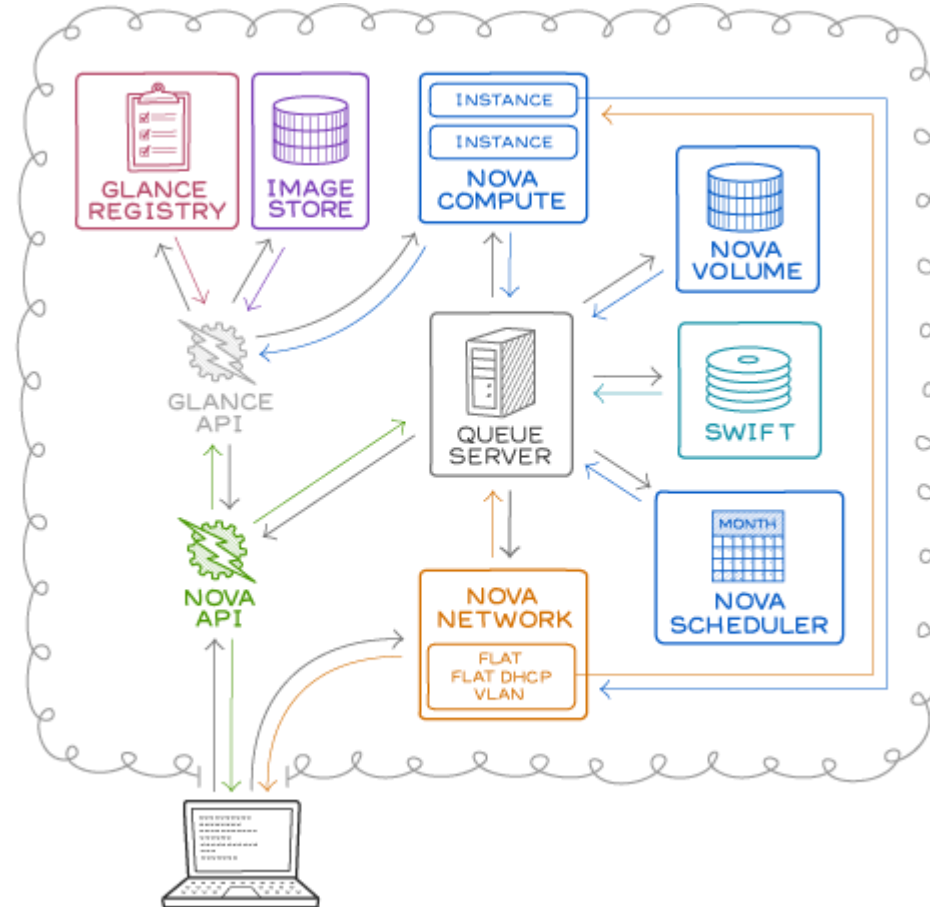 GLANCE
REGISTRY
IMAGE
STORE
INSTANCE
INSTANCE
NOVA
COMPUTE
NOVA
VOLUME
GLANCE
API
QUEUE
SERVER
SWIFT
NOVA
API
NOVA
NETWORK
FLAT
FLAT DHCP
VLAN
MONTH
NOVA
SCHEDULER